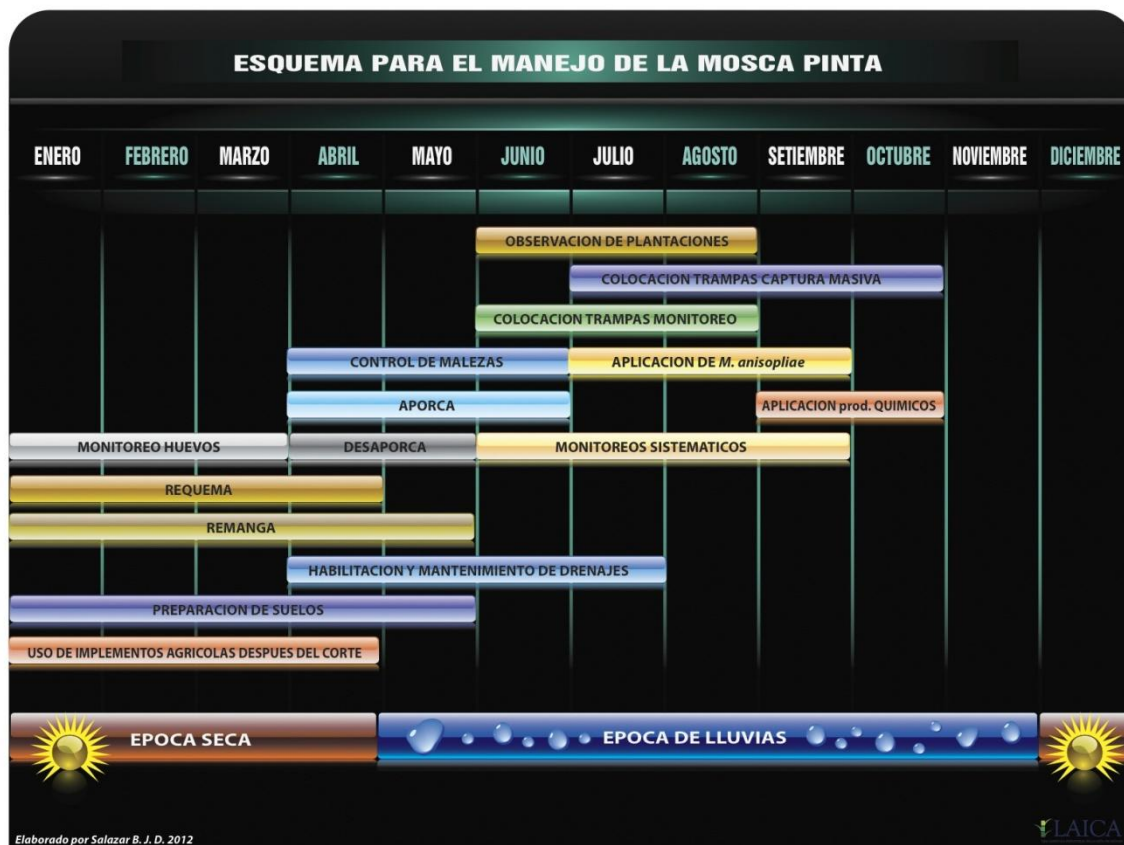 ESQUEMA PARA EL MANEJO DE LA MOSCA PINTA
ENERO FEBRERO MARZO ABRIL MAYO JUNIO JULIO AGOSTO SETIEMBRE OCTUBRE NOVIEMBRE DICIEMBRE
OBSERVACION DE PLANTACIONES
COLOCACION TRAMPAS CAPTURA MASIVA
COLOCACION TRAMPAS MONITOREO
CONTROL DE MALEZAS APLICACION DE M. anisopliae
APORCA APLICACION prod. QUIMICOS
MONITOREO HUEVOS DESAPORCA MONITOREOS SISTEMATICOS
REQUEMA
REMANGA
HABILITACION Y MANTENIMIENTO DE DRENAJES
PREPARACION DE SUELOS
USO DE IMPLEMENTOS AGRICOLAS DESPUES DEL CORTE
EPOCA SECA EPOCA DE LLUVIAS
Elaborado por Salazar B. J. D. 2012
LAICA